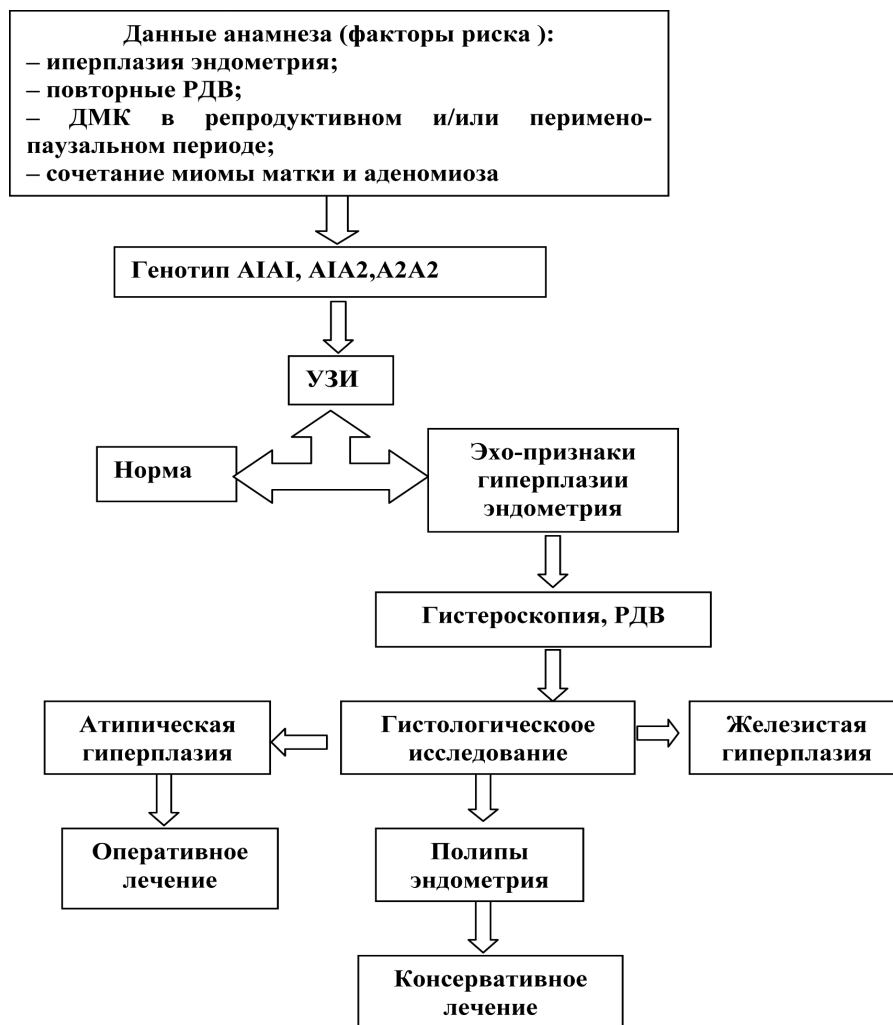 Данные анамнеза (факторы риска ):
– иперплазия эндометрия;
– повторные РДВ;
– ДМК в репродуктивном и/или перимено-
паузальном периоде;
– сочетание миомы матки и аденомиоза
Генотип AIAI, AIA2,A2A2
УЗИ
Норма
Эхо-признаки
гиперплазии
эндометрия
Гистероскопия, РДВ
Атипическая
гиперплазия
Гистологическоое
исследование
Железистая
гиперплазия
Оперативное
лечение
Полипы
эндометрия
Консервативное
лечение